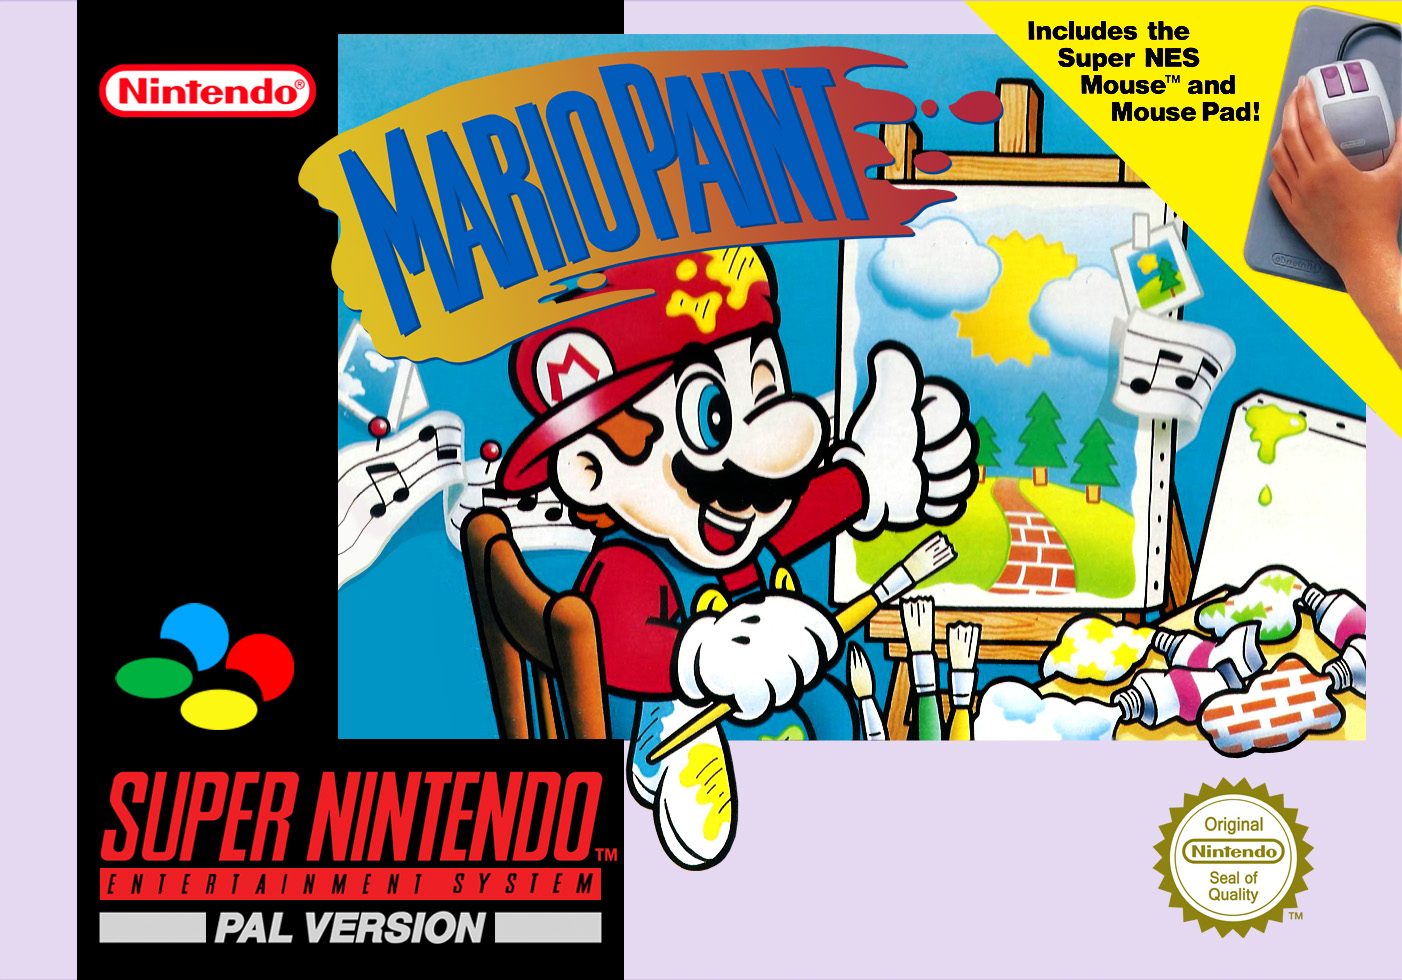 Nintendo®
MARIO PAINT
Includes the
Super NES
Mouse™ and
Mouse Pad!
M
SUPER NINTENDO™
ENTERTAINMENT SYSTEM
PAL VERSION
Original
Nintendo
Seal of
Quality
TM